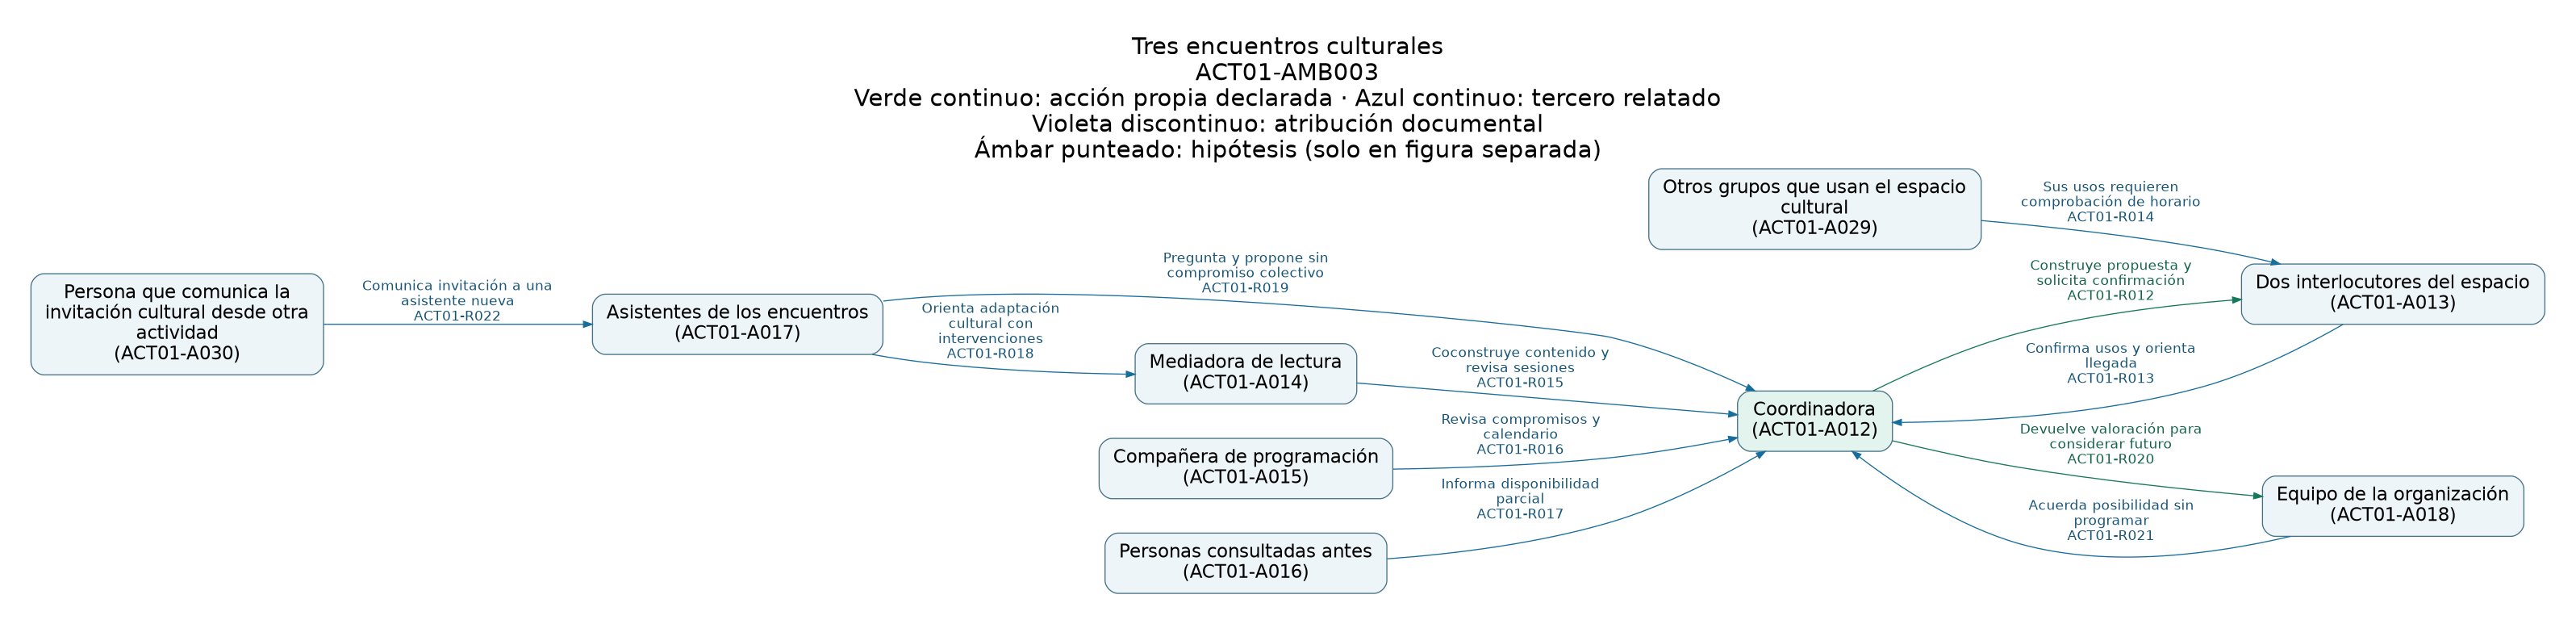 Tres encuentros culturales
ACT01-AMB003
Verde continuo: acción propia declarada · Azul continuo: tercero relatado
Violeta discontinuo: atribución documental
Ámbar punteado: hipótesis (solo en figura separada)
Otros grupos que usan el espacio
cultural
(ACT01-A029)
Sus usos requieren
comprobación de horario
ACT01-R014
Persona que comunica la
invitación cultural desde otra
actividad
(ACT01-A030)
Comunica invitación a una
asistente nueva
ACT01-R022
Asistentes de los encuentros
(ACT01-A017)
Pregunta y propone sin
compromiso colectivo
ACT01-R019
Orienta adaptación
cultural con
intervenciones
ACT01-R018
Mediadora de lectura
(ACT01-A014)
Coconstruye contenido y
revisa sesiones
ACT01-R015
Compañera de programación
(ACT01-A015)
Revisa compromisos y
calendario
ACT01-R016
Personas consultadas antes
(ACT01-A016)
Informa disponibilidad
parcial
ACT01-R017
Coordinadora
(ACT01-A012)
Construye propuesta y
solicita confirmación
ACT01-R012
Dos interlocutores del espacio
(ACT01-A013)
Confirma usos y orienta
llegada
ACT01-R013
Devuelve valoración para
considerar futuro
ACT01-R020
Equipo de la organización
(ACT01-A018)
Acuerda posibilidad sin
programar
ACT01-R021